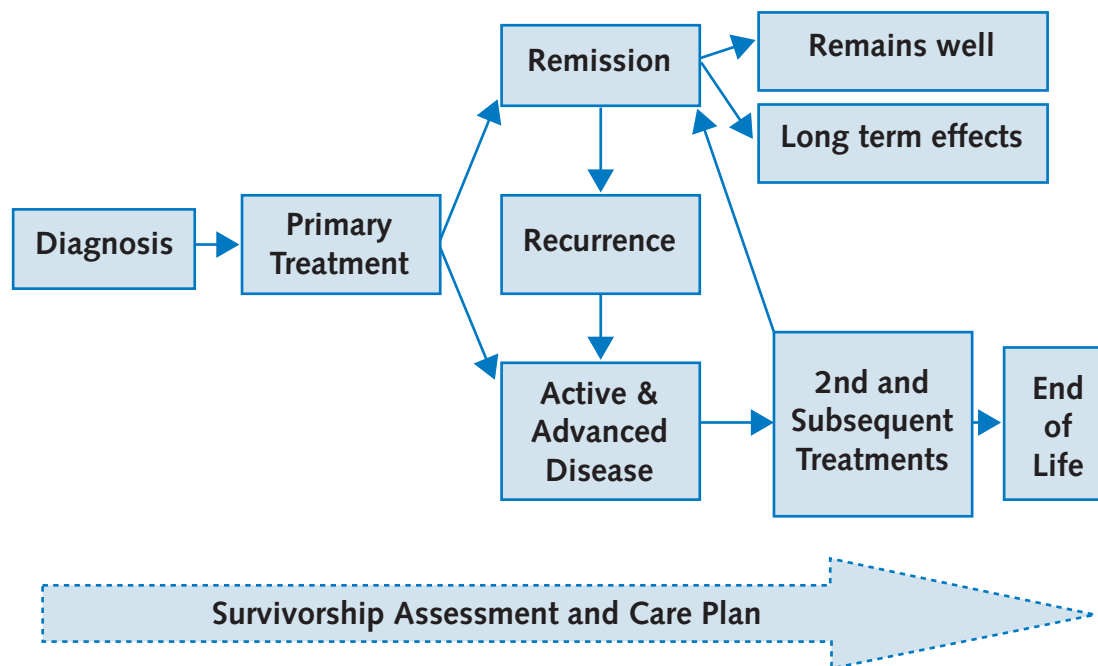 Remission
Remains well
Long term effects
Diagnosis
Primary
Treatment
Recurrence
Active &
Advanced
Disease
2nd and
Subsequent
Treatments
End
of
Life
Survivorship Assessment and Care Plan